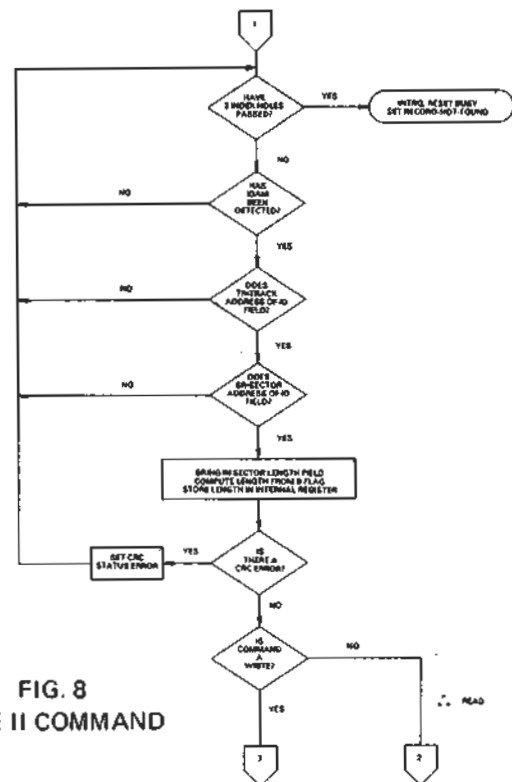 1
HAVE
INDEX HOLES
PASSED?
YES
INTRQ, RESET BUSY
SET RECORD-NOT-FOUND
NO
HAS
IDAM
BEEN
DETECTED?
NO
YES
DOES
TR=TRACK
ADDRESS OF ID
FIELD?
NO
YES
DOES
SR=SECTOR
ADDRESS OF ID
FIELD?
NO
YES
BRING IN SECTOR LENGTH FIELD
COMPUTE LENGTH FROM FLAG
STORE LENGTH IN INTERNAL REGISTER
IS
THERE A
CRC ERROR?
YES
SET CRC
STATUS ERROR
NO
IS
COMMAND
A
WRITE?
NO
READ
YES
2
FIG. 8
E II COMMAND